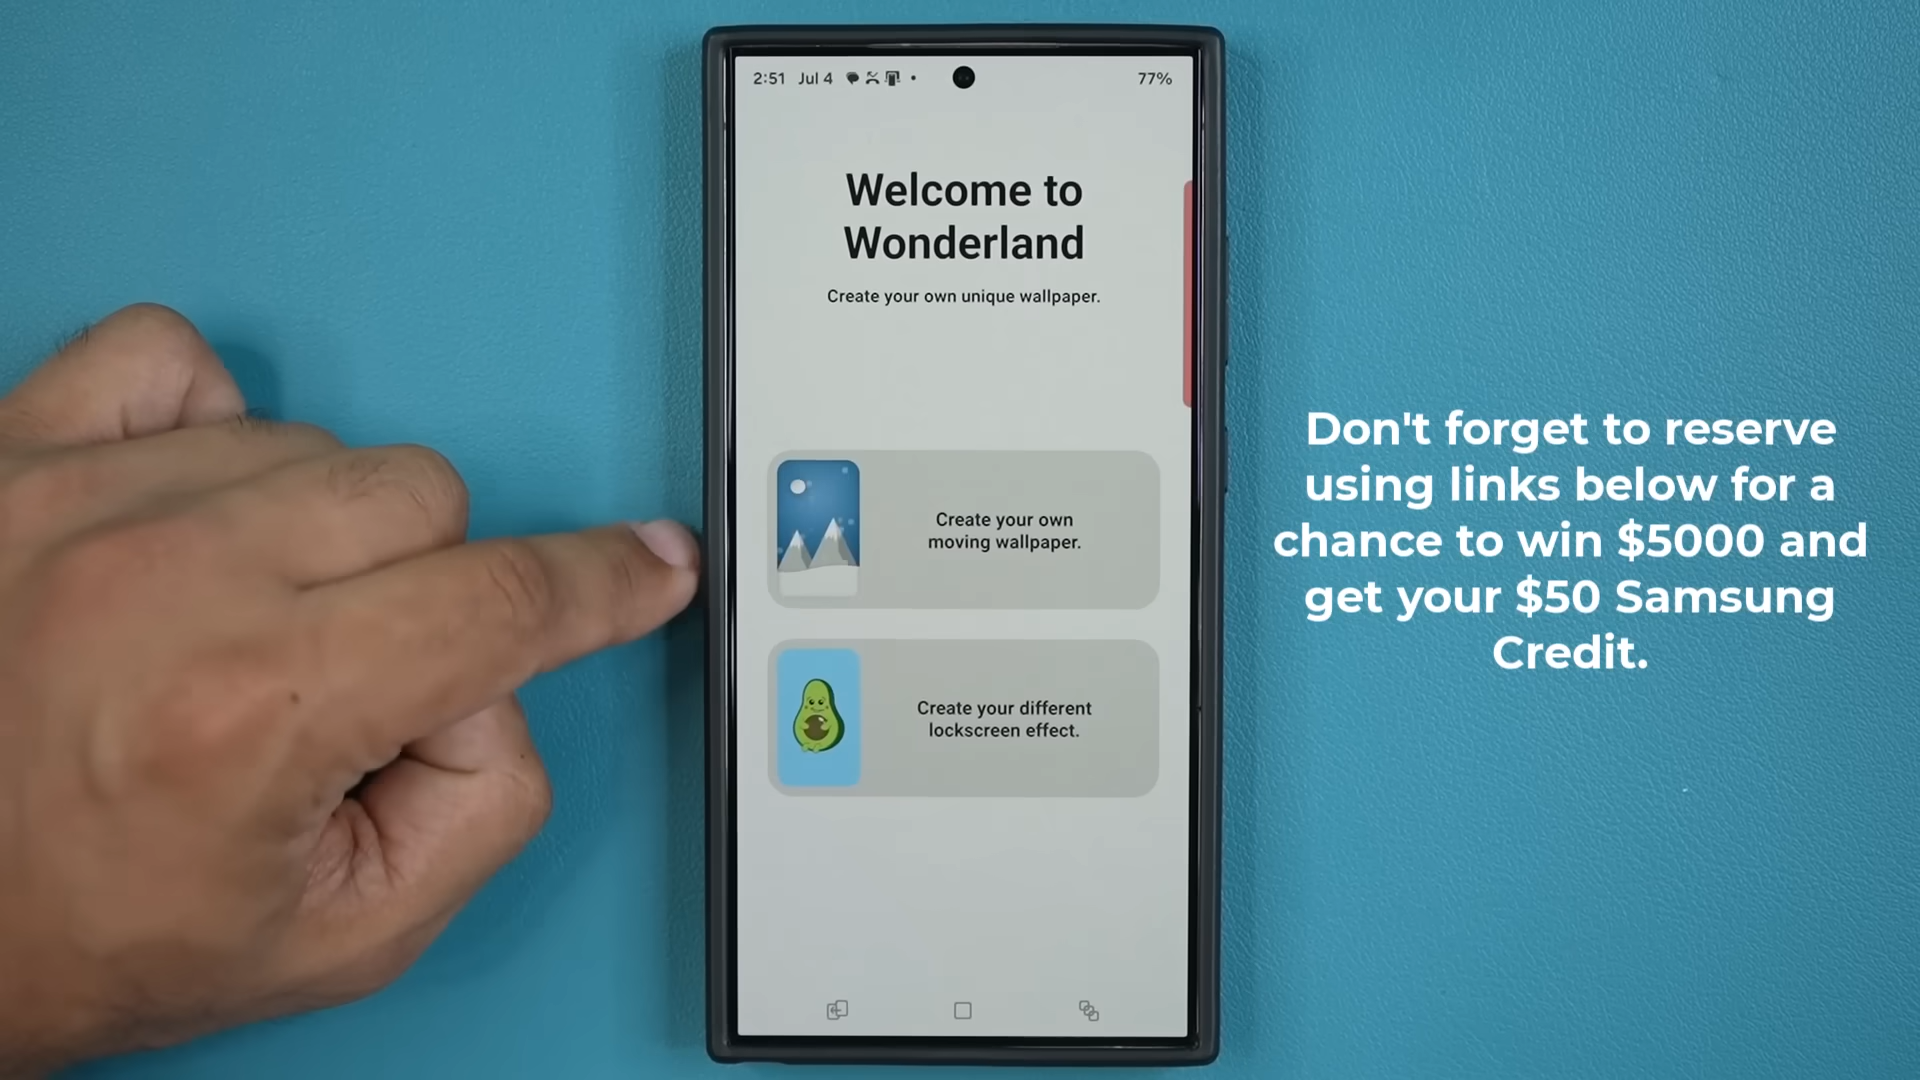 2:51 Jul 4
77%
Welcome to
Wonderland
Create your own unique wallpaper.
Create your own
moving wallpaper.
Create your different
lockscreen effect.
Don't forget to reserve
using links below for a
chance to win $5000 and
get your $50 Samsung
Credit.